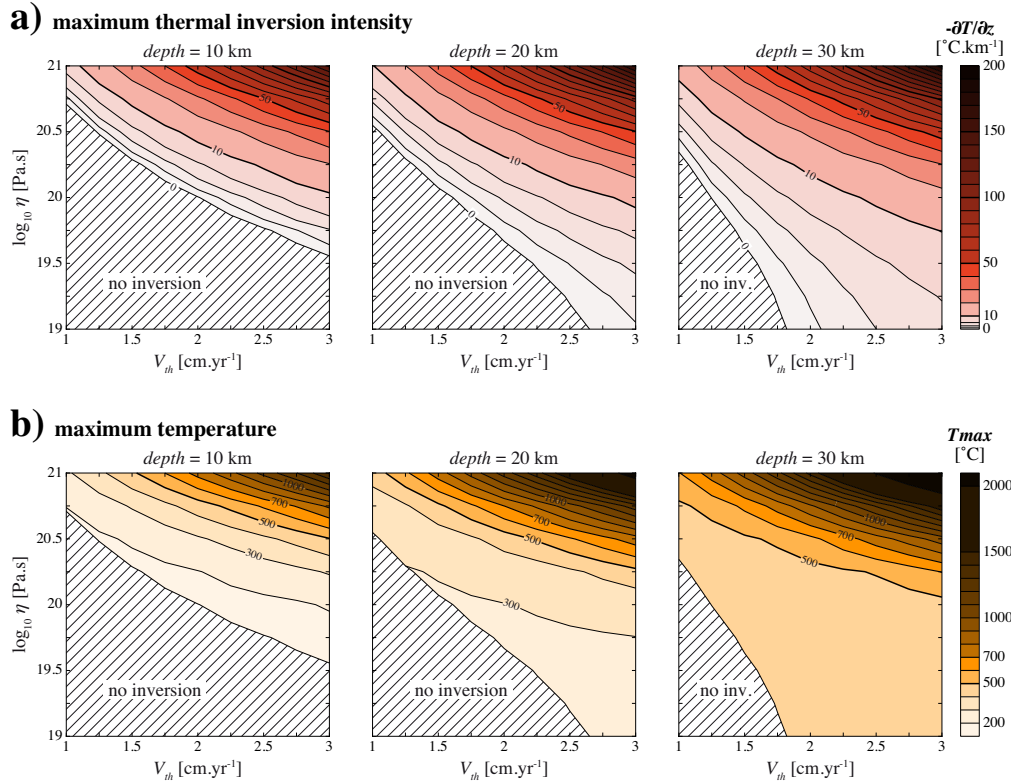 a) maximum thermal inversion intensity
-∂T/∂z
[˚C.km⁻¹]
depth = 10 km
depth = 20 km
depth = 30 km
21
20.5
20
19.5
19
log₁₀ η [Pa.s]
50
10
0
no inversion
50
10
0
no inversion
50
10
0
no inv.
200
150
100
50
10
0
1 1.5 2 2.5 3
1 1.5 2 2.5 3
1 1.5 2 2.5 3
Vth [cm.yr⁻¹]
Vth [cm.yr⁻¹]
Vth [cm.yr⁻¹]
b) maximum temperature
Tmax
[˚C]
depth = 10 km
depth = 20 km
depth = 30 km
21
20.5
20
19.5
19
log₁₀ η [Pa.s]
1000
700
500
300
no inversion
1000
700
500
300
no inversion
1000
700
500
no inv.
2000
1500
1000
700
500
200
1 1.5 2 2.5 3
1 1.5 2 2.5 3
1 1.5 2 2.5 3
Vth [cm.yr⁻¹]
Vth [cm.yr⁻¹]
Vth [cm.yr⁻¹]